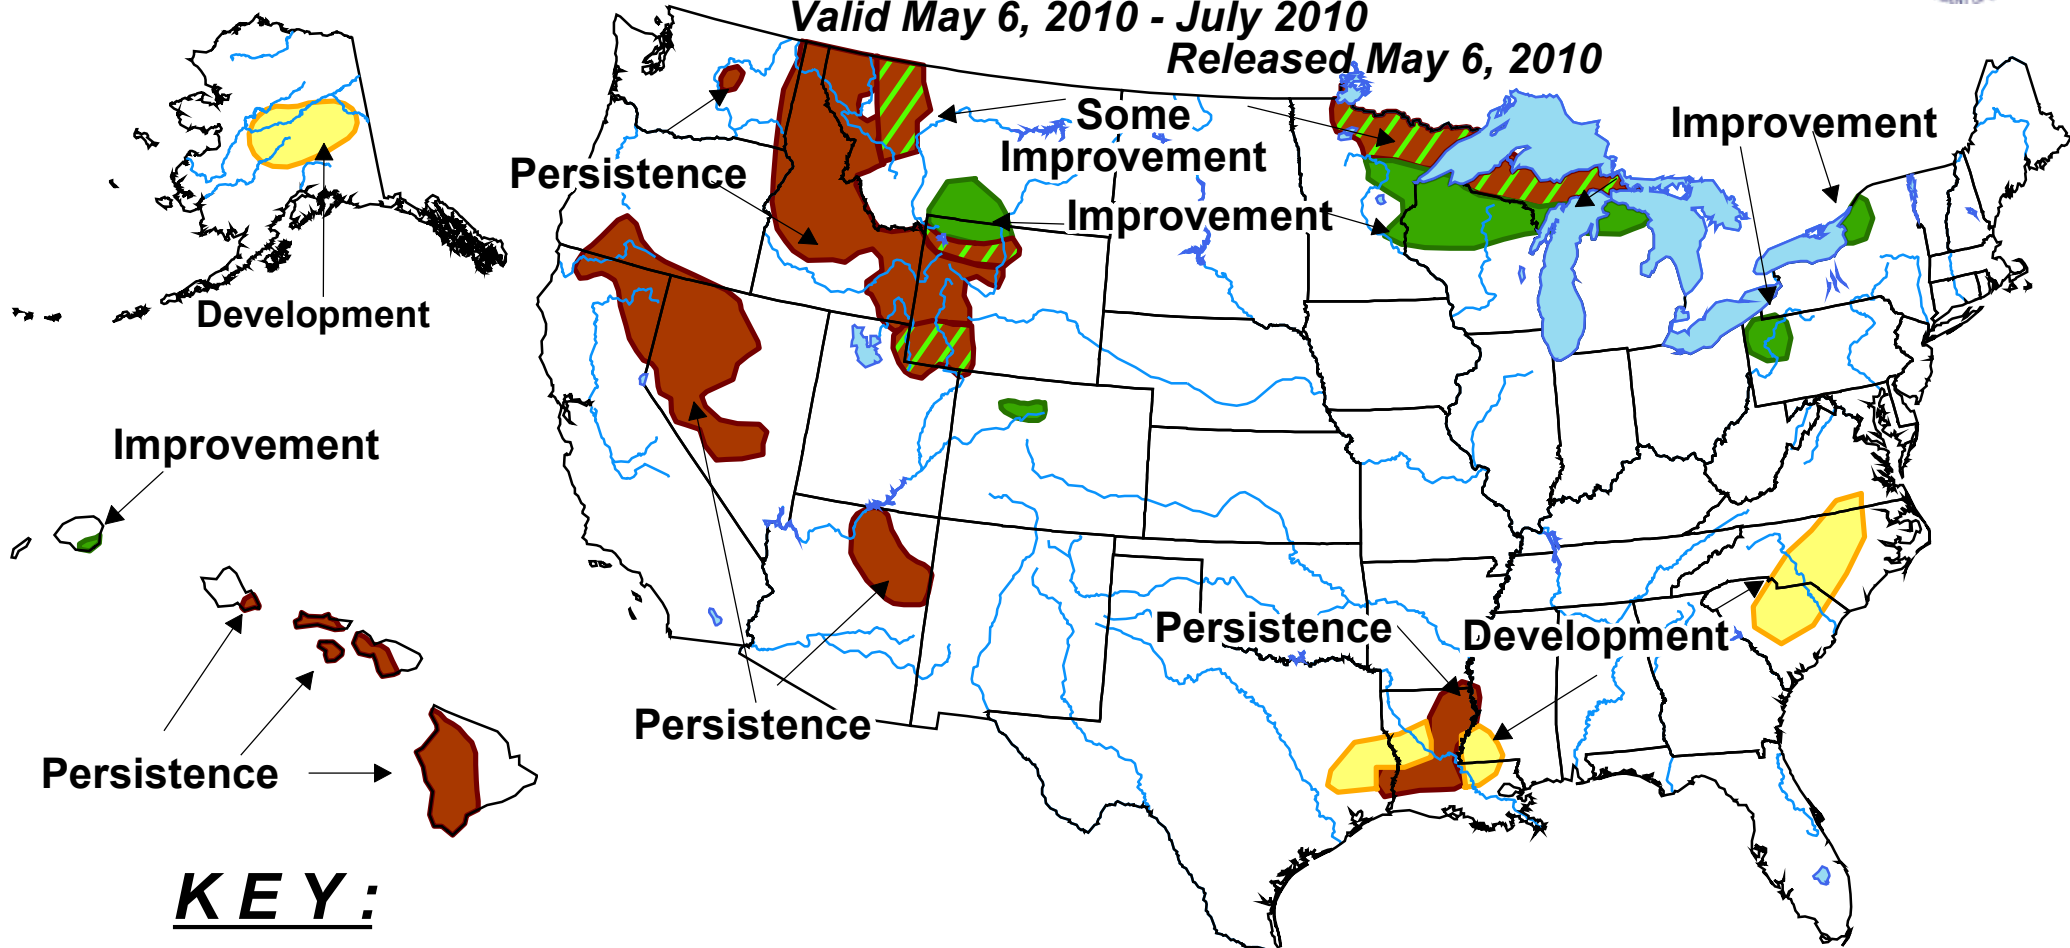 Valid May 6, 2010 - July 2010
Released May 6, 2010
Some
Improvement
Improvement
Improvement
Persistence
Development
Improvement
Persistence
Persistence
Persistence
Development
KEY: